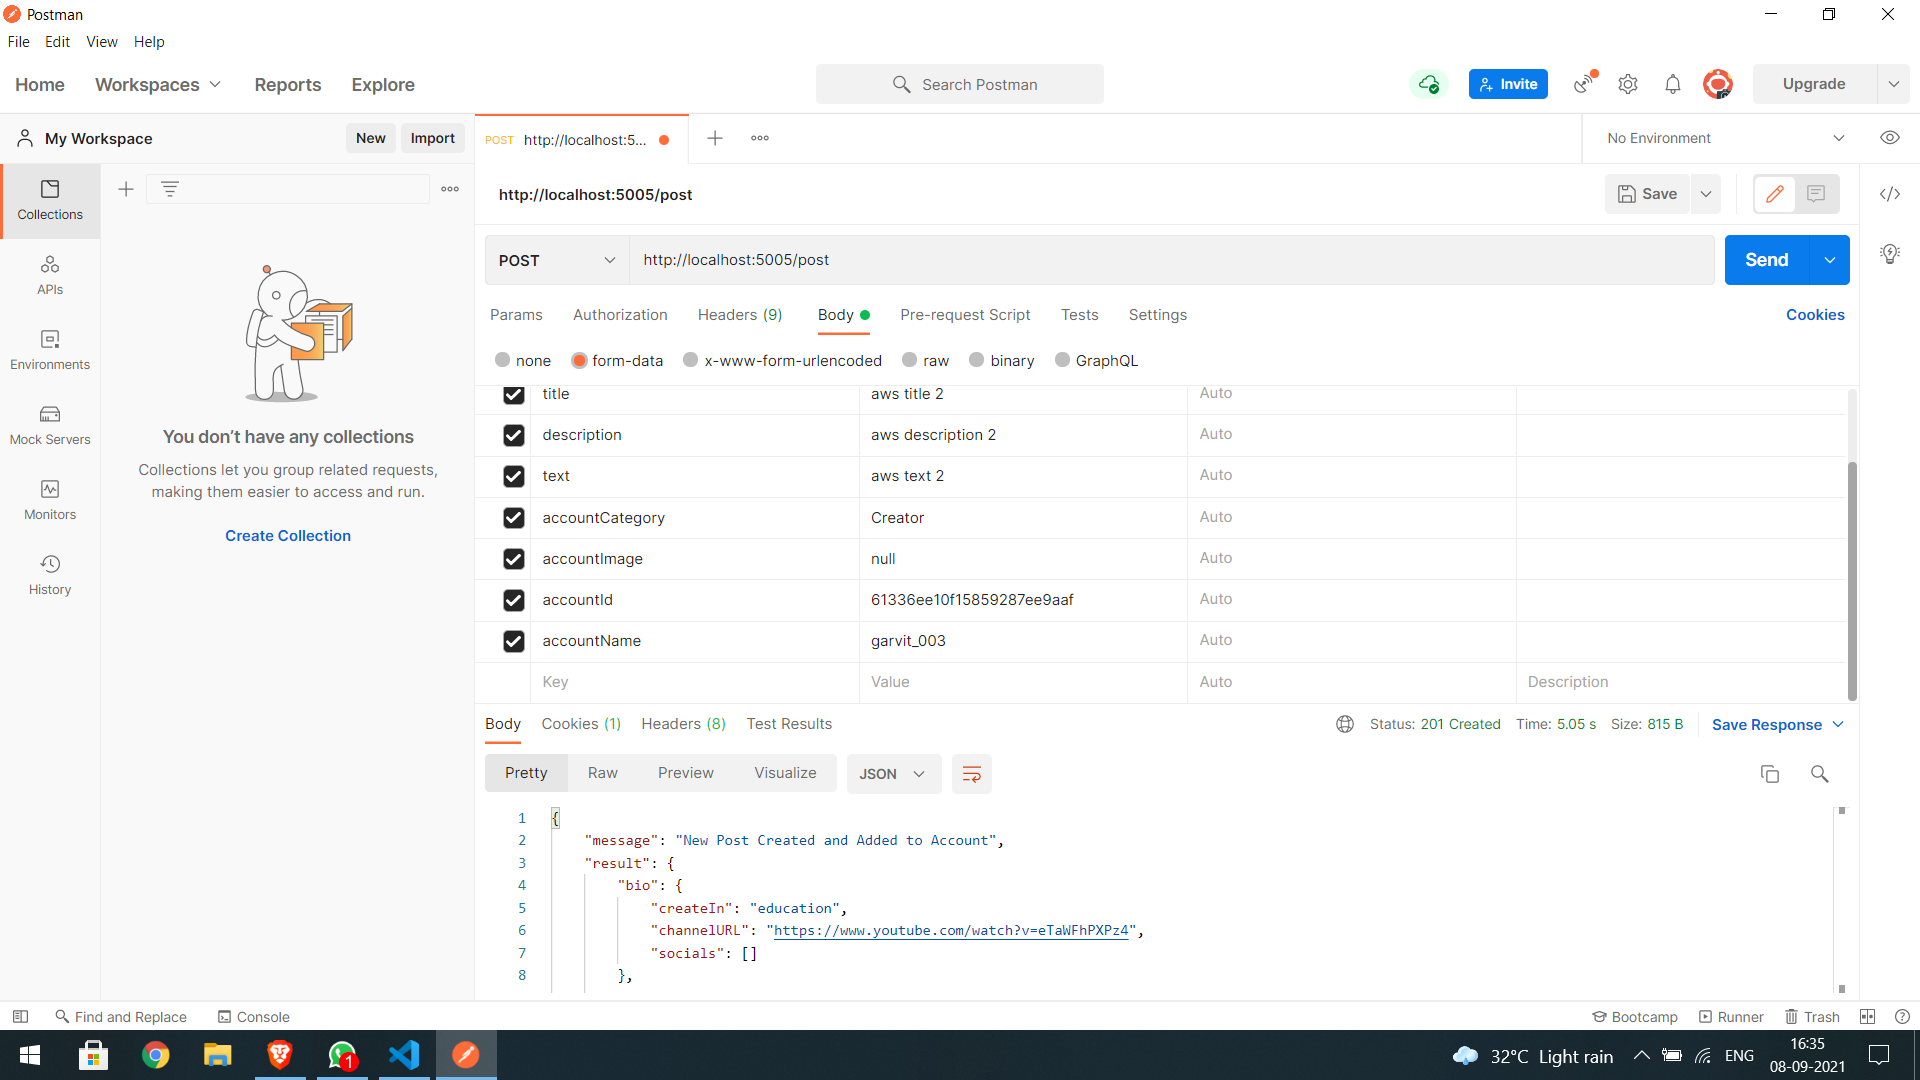 Postman
File Edit View Help
Home Workspaces Reports Explore
Search Postman
Invite
Upgrade
My Workspace
New Import
POST http://localhost:5...
No Environment
Collections
APIs
Environments
Mock Servers
Monitors
History
You don’t have any collections
Collections let you group related requests,
making them easier to access and run.
Create Collection
http://localhost:5005/post
Save
POST http://localhost:5005/post
Send
Params Authorization Headers (9) Body Pre-request Script Tests Settings
Cookies
none form-data x-www-form-urlencoded raw binary GraphQL
title aws title 2 Auto
description aws description 2 Auto
text aws text 2 Auto
accountCategory Creator Auto
accountImage null Auto
accountId 61336ee10f15859287ee9aaf Auto
accountName garvit_003 Auto
Key Value Auto Description
Body Cookies (1) Headers (8) Test Results
Status: 201 Created Time: 5.05 s Size: 815 B Save Response
Pretty Raw Preview Visualize JSON
1 {
2 "message": "New Post Created and Added to Account",
3 "result": {
4 "bio": {
5 "createIn": "education",
6 "channelURL": "https://www.youtube.com/watch?v=eTaWFhPXPz4",
7 "socials": []
8 },
Find and Replace Console
Bootcamp Runner Trash
1
32°C Light rain
ENG
16:35
08-09-2021